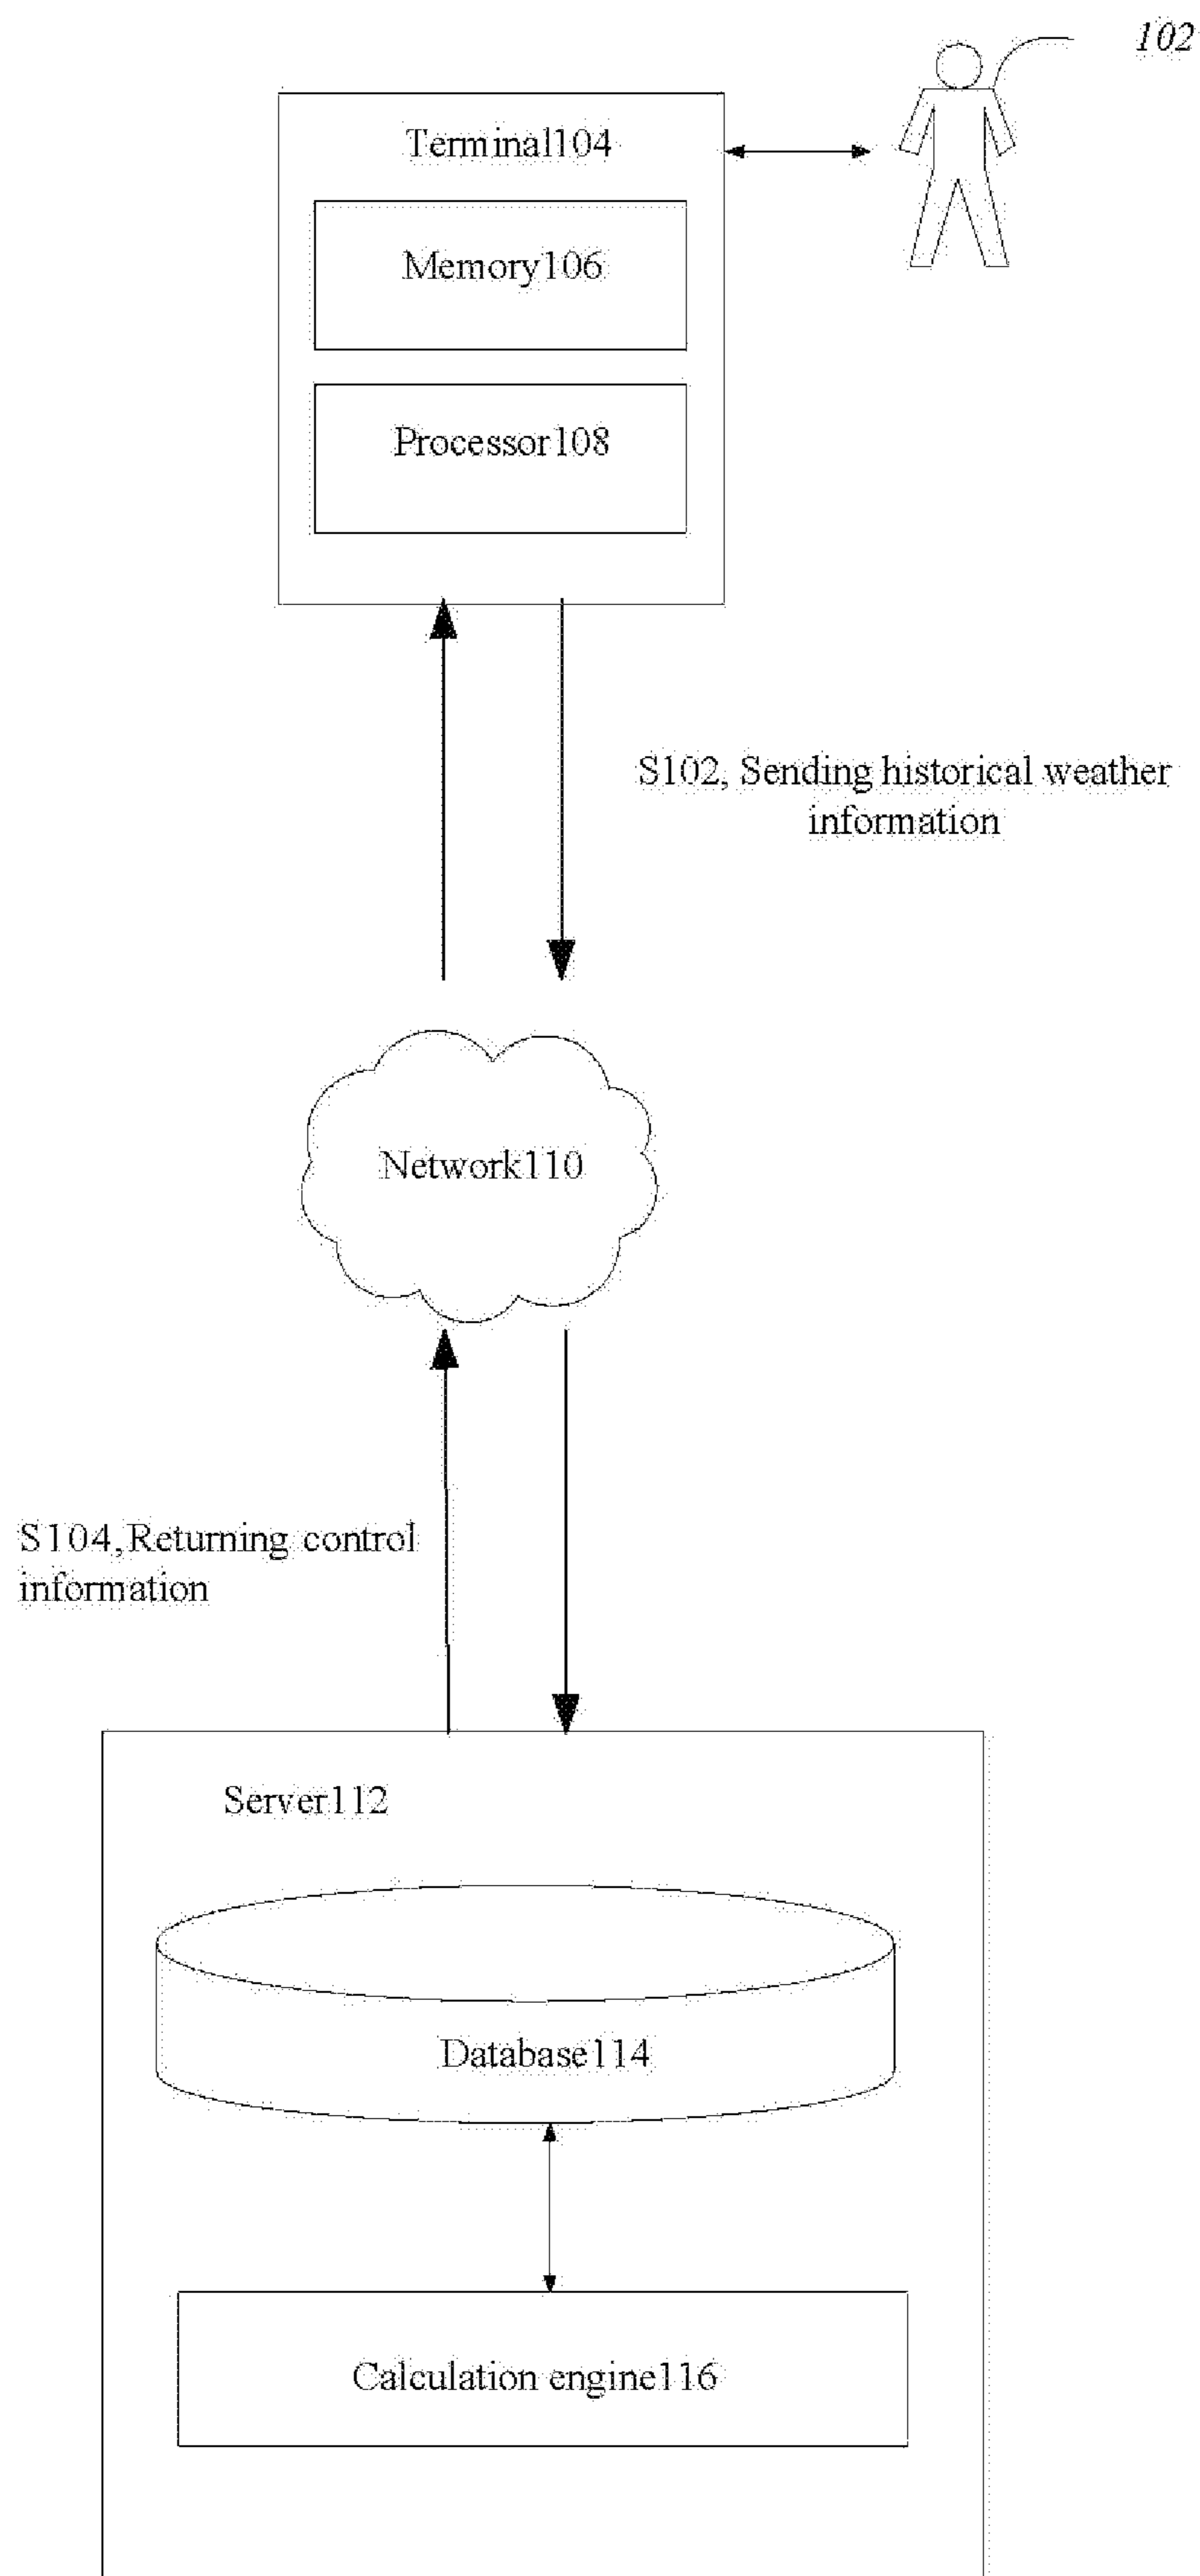 102
Terminal104
Memory106
Processor108
S102, Sending historical weather
information
Network110
S104, Returning control
information
Server112
Database114
Calculation engine116